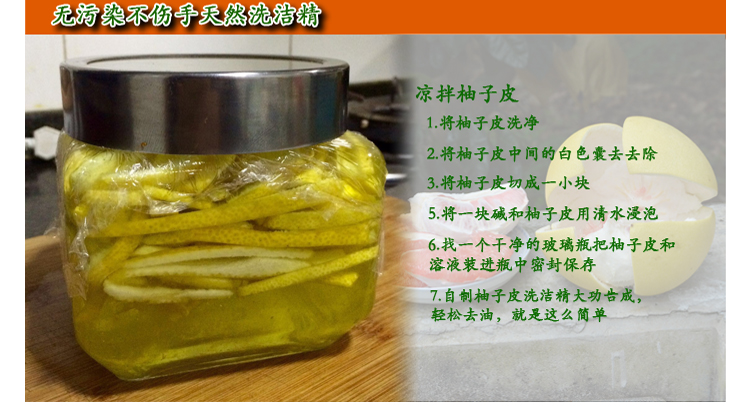 无污染不伤手天然洗洁精
凉拌柚子皮
1.将柚子皮洗净
2.将柚子皮中间的白色囊去去除
3.将柚子皮切成一小块
5.将一块碱和柚子皮用清水浸泡
6.找一个干净的玻璃瓶把柚子皮和
溶液装进瓶中密封保存
7.自制柚子皮洗洁精大功告成，
轻松去油，就是这么简单